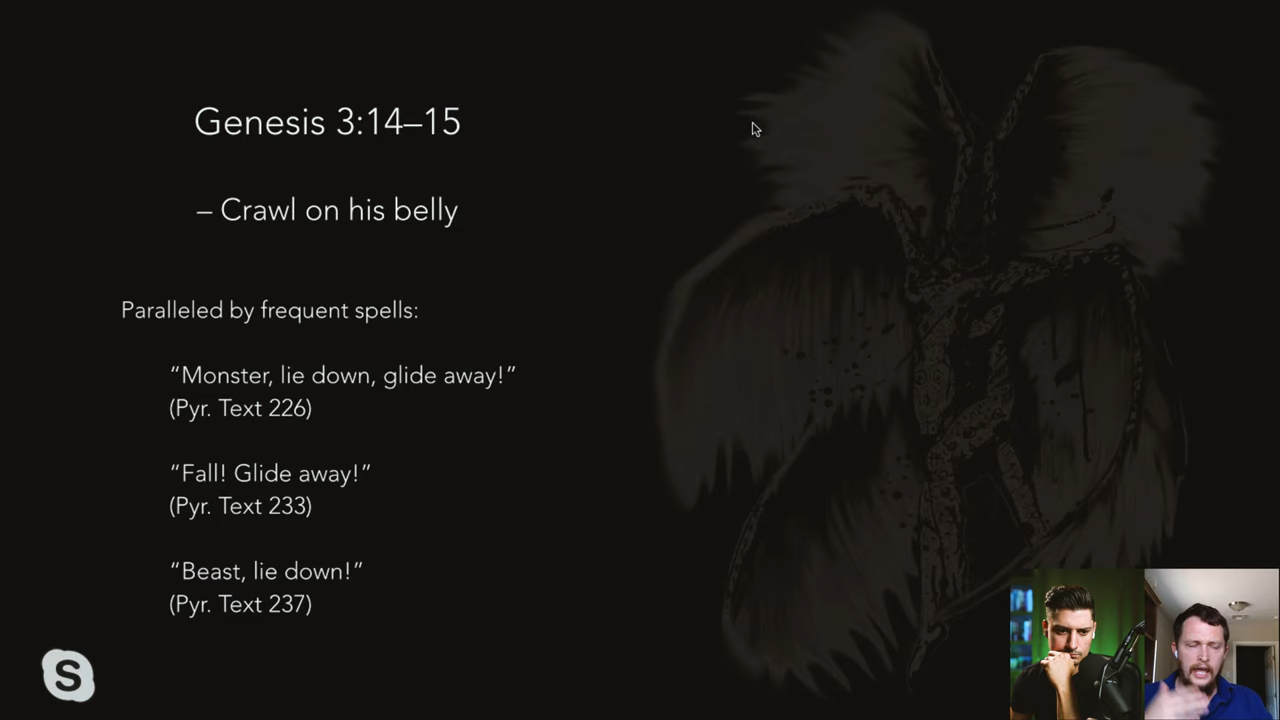 Genesis 3:14–15
– Crawl on his belly
Paralleled by frequent spells:
“Monster, lie down, glide away!”
(Pyr. Text 226)
“Fall! Glide away!”
(Pyr. Text 233)
“Beast, lie down!”
(Pyr. Text 237)
S